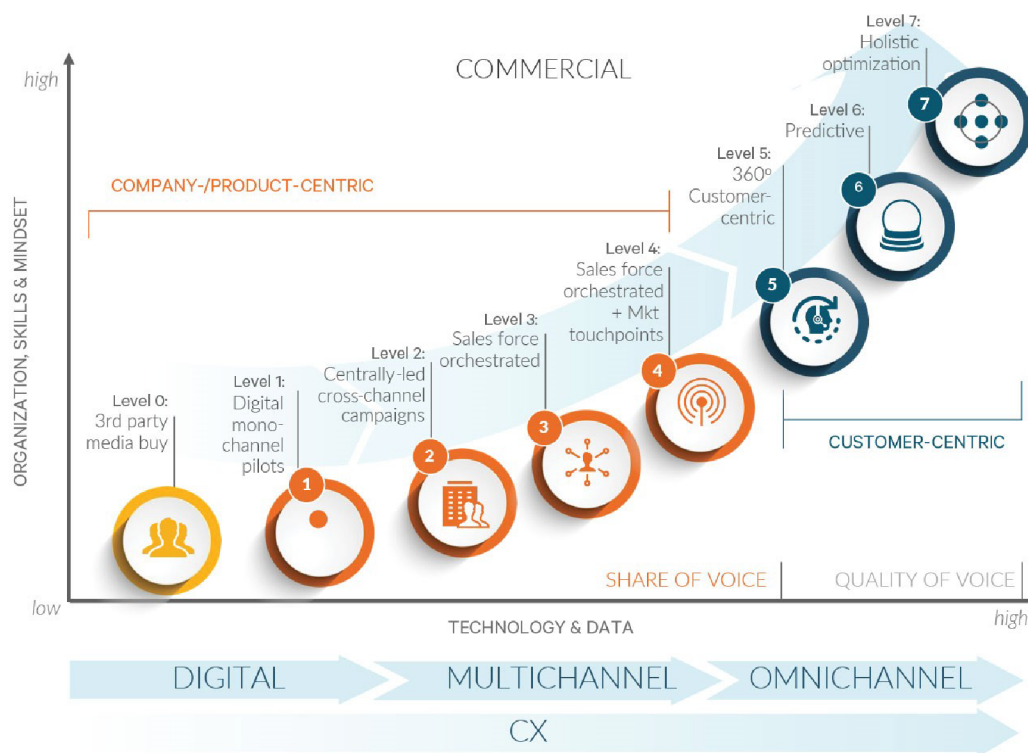 COMMERCIAL
high
ORGANIZATION, SKILLS & MINDSET
low
COMPANY-/PRODUCT-CENTRIC
Level 0:
3rd party
media buy
Level 1:
Digital
mono-
channel
pilots
1
Level 2:
Centrally-led
cross-channel
campaigns
2
Level 3:
Sales force
orchestrated
3
Level 4:
Sales force
orchestrated
+ Mkt
touchpoints
4
Level 5:
360º
Customer-
centric
5
Level 6:
Predictive
6
Level 7:
Holistic
optimization
7
CUSTOMER-CENTRIC
SHARE OF VOICE
QUALITY OF VOICE
TECHNOLOGY & DATA
high
DIGITAL
MULTICHANNEL
OMNICHANNEL
CX